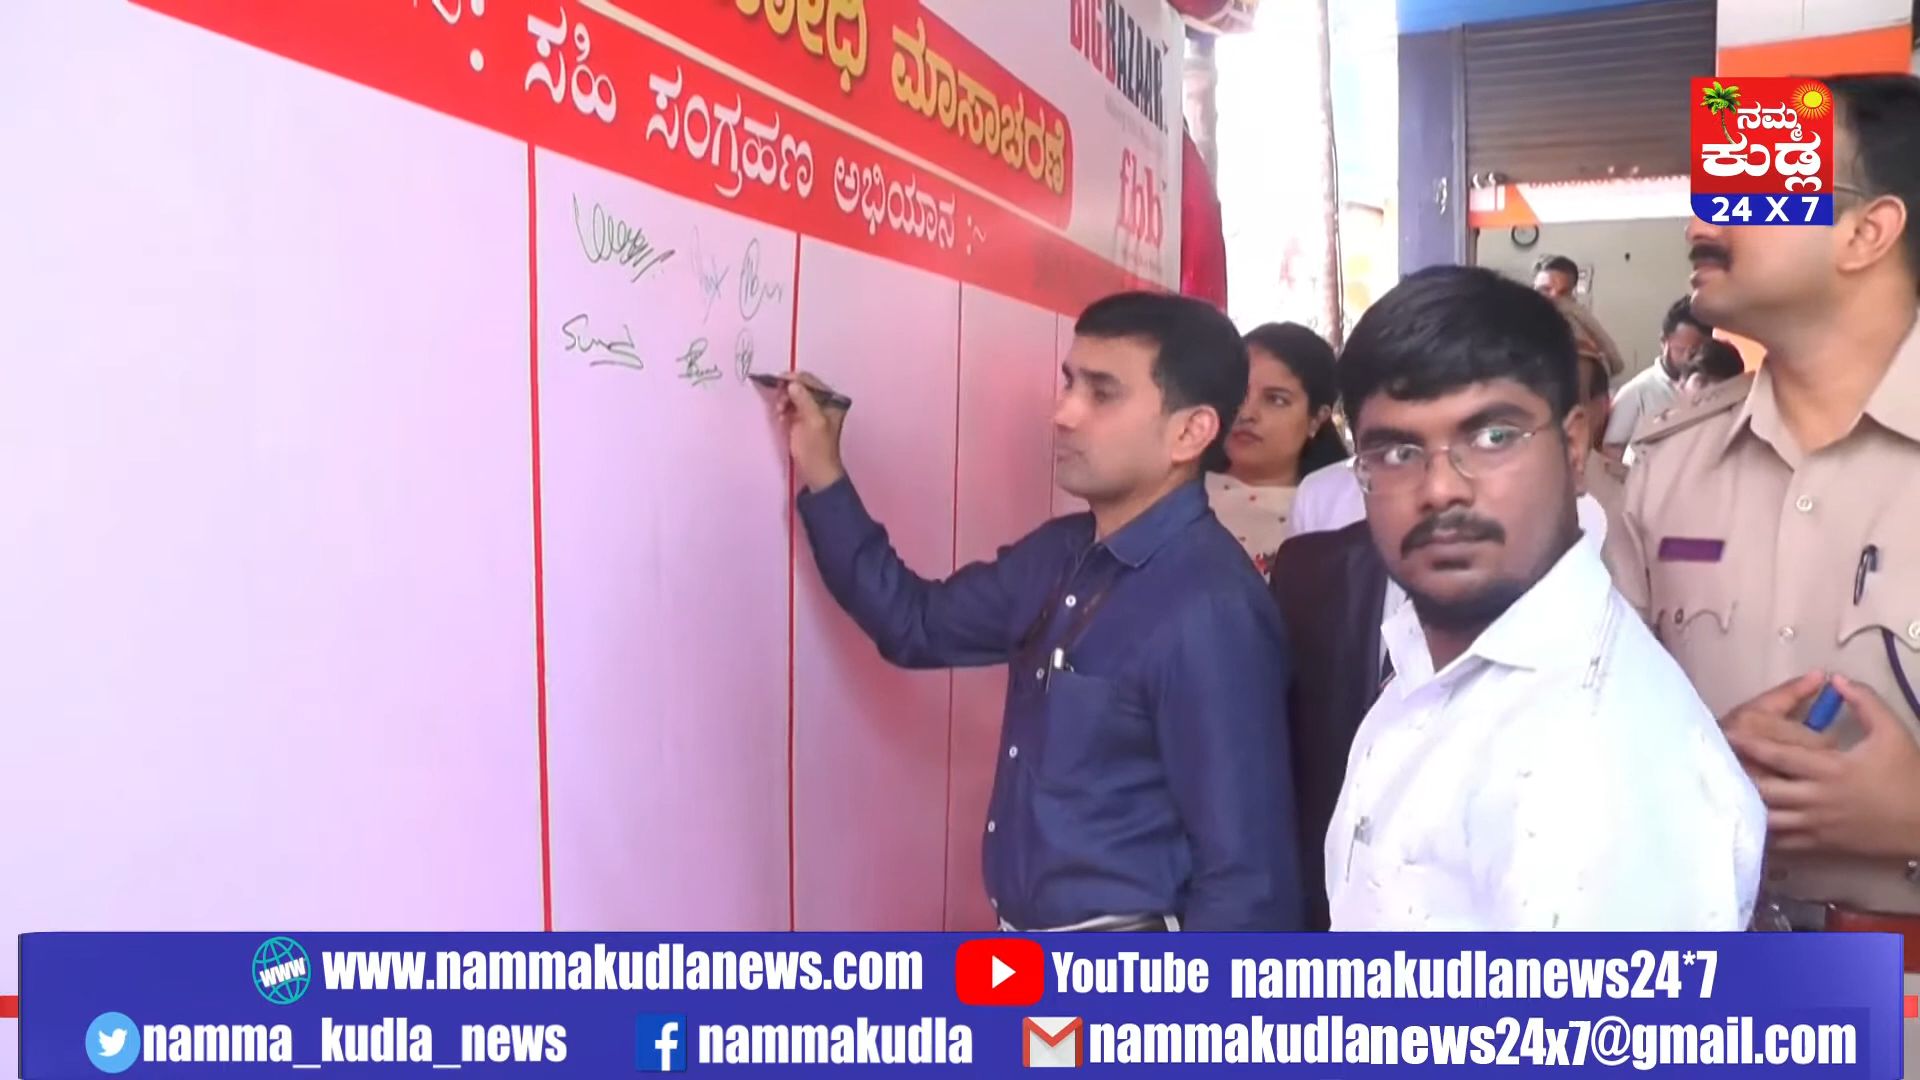 ಮಾಸಾಚರಣೆ
ಸಹಿ ಸಂಗ್ರಹಣ ಅಭಿಯಾನ :~
BIG BAZAAR
fbb
ನಮ್ಮ
ಕುಡ್ಲ
24 X 7
www.nammakudlanews.com
YouTube nammakudlanews24*7
namma_kudla_news
nammakudla
nammakudlanews24x7@gmail.com